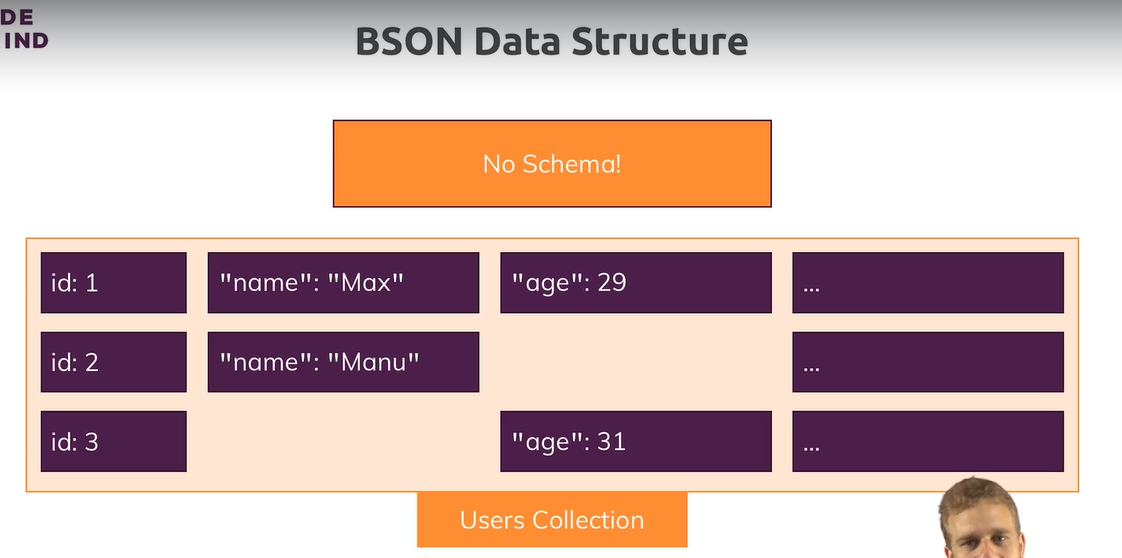 DE
IND
BSON Data Structure
No Schema!
id: 1 "name": "Max" "age": 29 ...
id: 2 "name": "Manu" ...
id: 3 "age": 31 ...
Users Collection